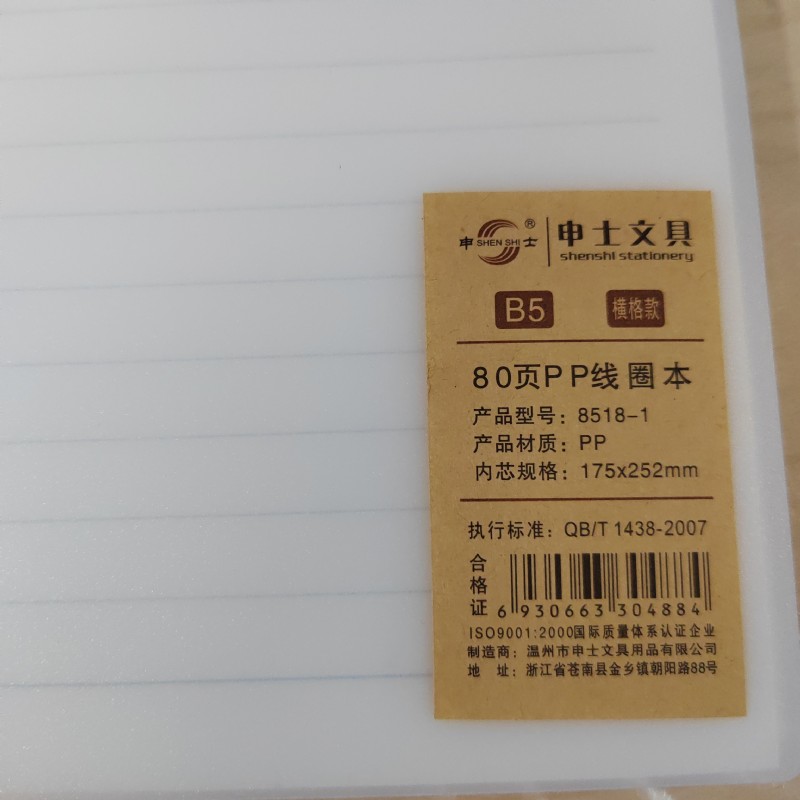 申 SHEN SHI 士 ® 申士文具
shenshi stationery
B5 横格款
80页PP线圈本
产品型号：8518-1
产品材质：PP
内芯规格：175x252mm
执行标准：QB/T 1438-2007
合格证
6 930663 304884
ISO9001:2000国际质量体系认证企业
制造商：温州市申士文具用品有限公司
地 址：浙江省苍南县金乡镇朝阳路88号